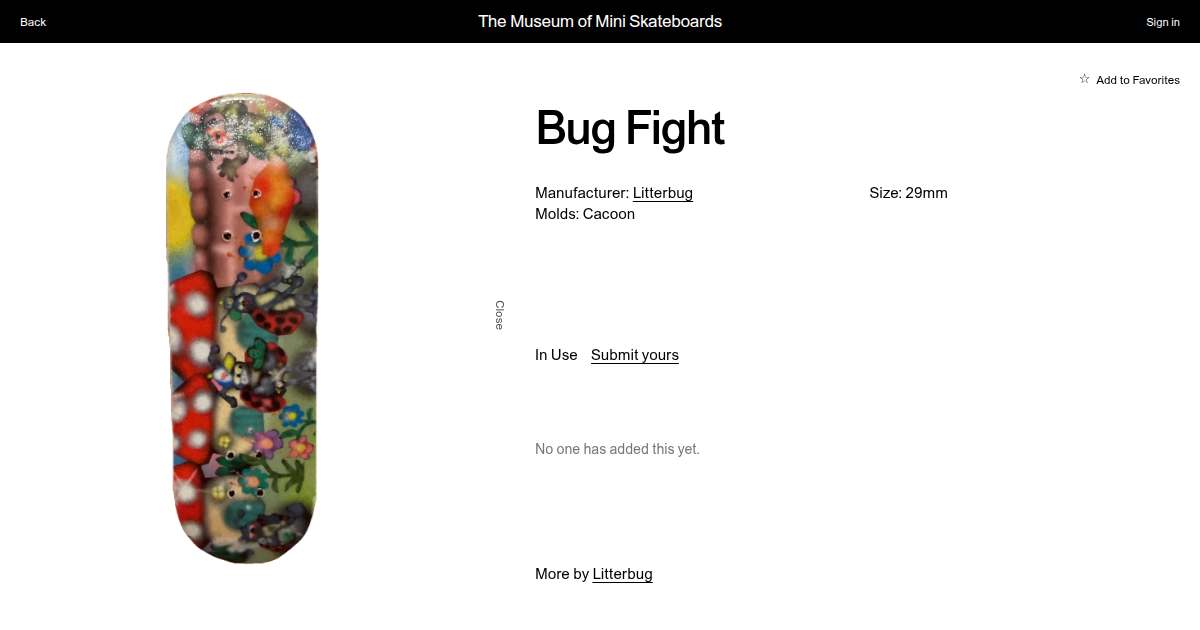 Back
The Museum of Mini Skateboards
Sign in
☆ Add to Favorites
Bug Fight
Manufacturer: Litterbug
Size: 29mm
Molds: Cacoon
Close
In Use Submit yours
No one has added this yet.
More by Litterbug